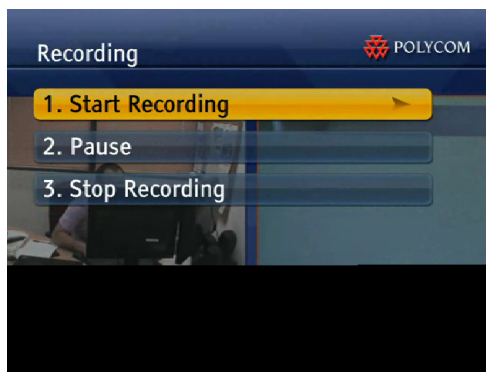 Recording
POLYCOM
1. Start Recording
2. Pause
3. Stop Recording